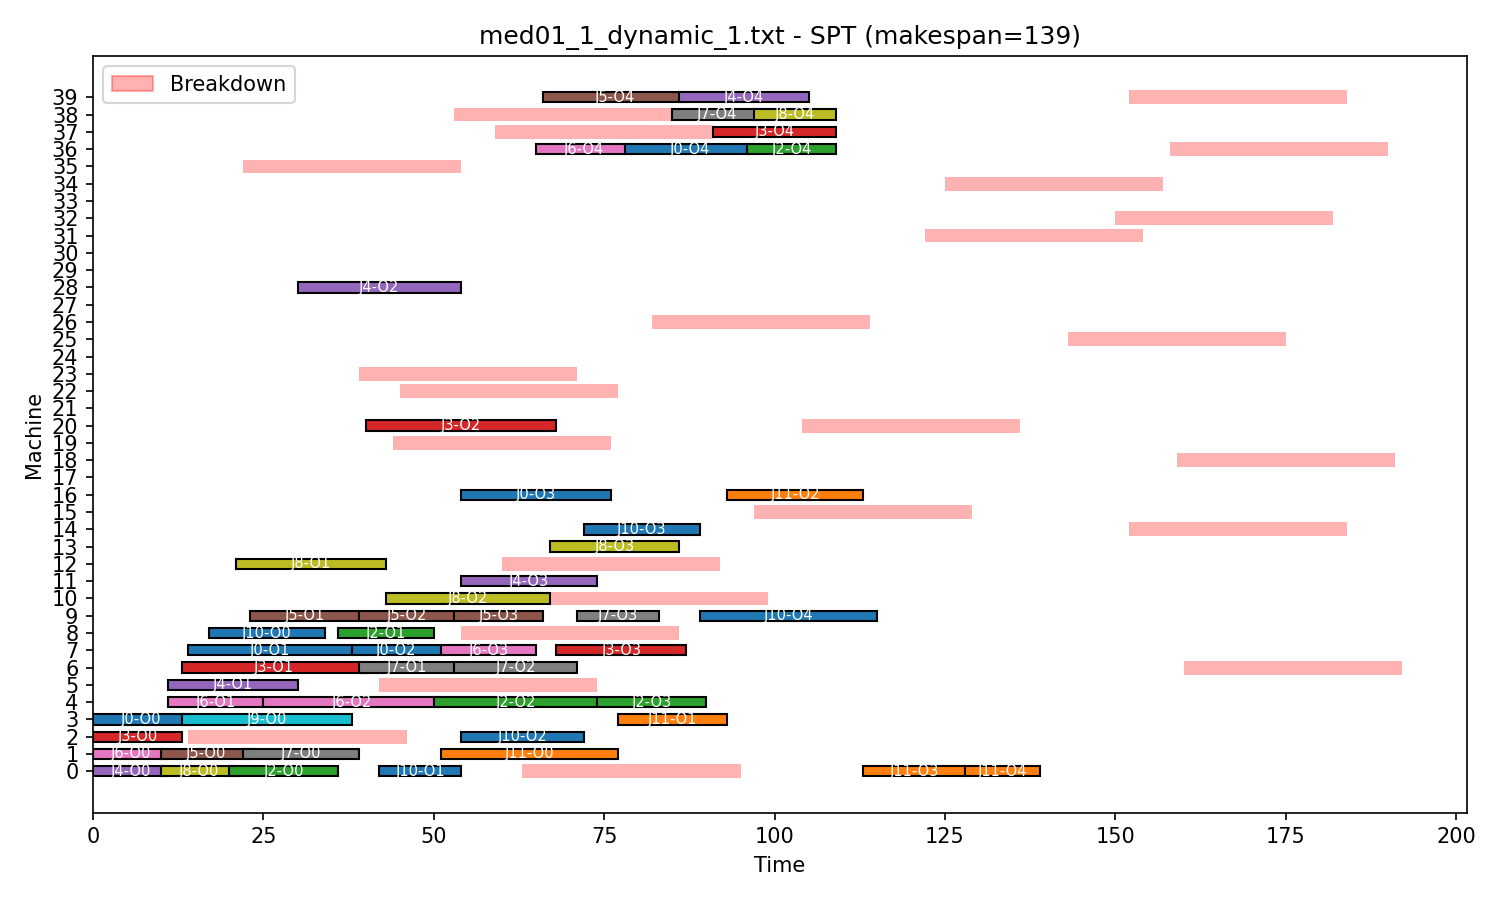 med01_1_dynamic_1.txt - SPT (makespan=139)
Breakdown
39 J5-O4 J4-O4
38 J7-O4 J8-O4
37 J3-O4
36 J6-O4 J0-O4 J2-O4
35
34
33
32
31
30
29
28 J4-O2
27
26
25
24
23
22
21
20 J3-O2
19
18
17
16 J0-O3 J11-O2
15
14 J10-O3
13 J8-O3
12 J8-O1
11 J4-O3
10 J8-O2
9 J5-O1 J5-O2 J5-O3 J7-O3 J10-O4
8 J10-O0 J2-O1
7 J0-O1 J0-O2 J6-O3 J3-O3
6 J3-O1 J7-O1 J7-O2
5 J4-O1
4 J6-O1 J6-O2 J2-O2 J2-O3
3 J0-O0 J9-O0 J11-O1
2 J3-O0 J10-O2
1 J6-O0 J5-O0 J7-O0 J11-O0
0 J4-O0 J8-O0 J2-O0 J10-O1 J11-O3 J11-O4
Machine
0 25 50 75 100 125 150 175 200
Time